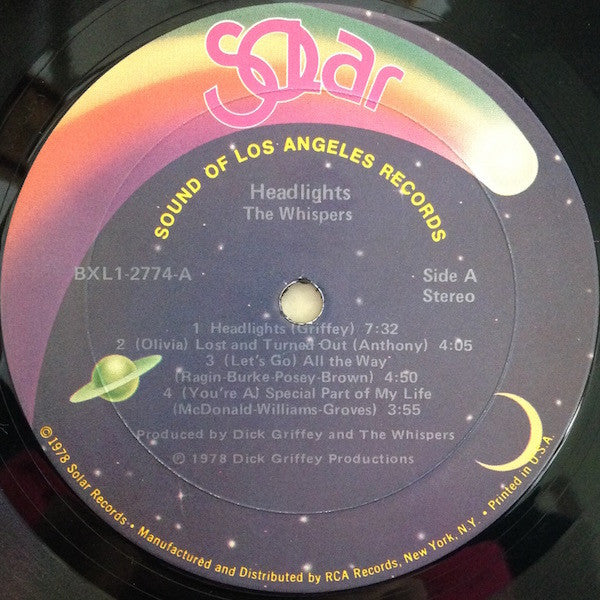 Solar
SOUND OF LOS ANGELES RECORDS
Headlights
The Whispers
BXL1-2774-A
Side A
Stereo
1 Headlights (Griffey) 7:32
2 (Olivia) Lost and Turned Out (Anthony) 4:05
3 (Let's Go) All the Way
(Ragin-Burke-Posey-Brown) 4:50
4 (You're A) Special Part of My Life
(McDonald-Williams-Groves) 3:55
Produced by Dick Griffey and The Whispers
℗ 1978 Dick Griffey Productions
©1978 Solar Records. • Manufactured and Distributed by RCA Records, New York, N.Y. • Printed in U.S.A.